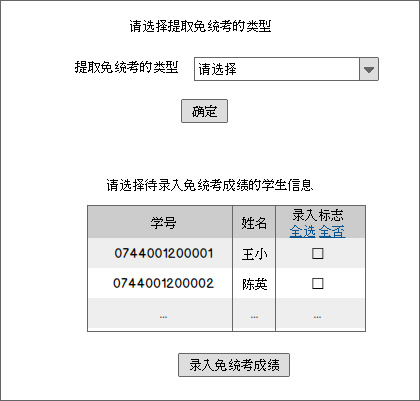 请选择提取免统考的类型
提取免统考的类型 请选择
确定
请选择待录入免统考成绩的学生信息
学号 姓名 录入标志
全选 全否
0744001200001 王小
0744001200002 陈英
... ... ...
录入免统考成绩